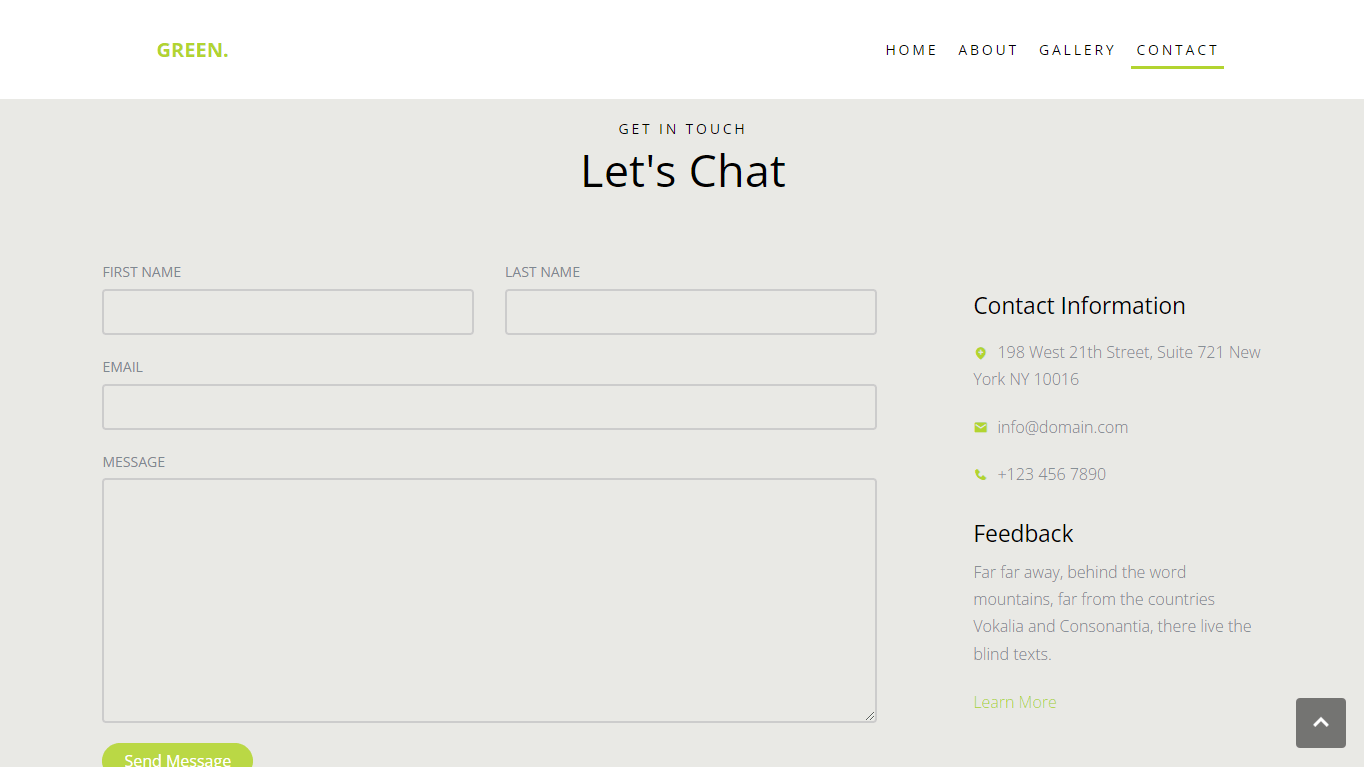 GREEN.
HOME ABOUT GALLERY CONTACT
GET IN TOUCH
Let's Chat
FIRST NAME
LAST NAME
EMAIL
MESSAGE
Send Message
Contact Information
198 West 21th Street, Suite 721 New
York NY 10016
info@domain.com
+123 456 7890
Feedback
Far far away, behind the word
mountains, far from the countries
Vokalia and Consonantia, there live the
blind texts.
Learn More